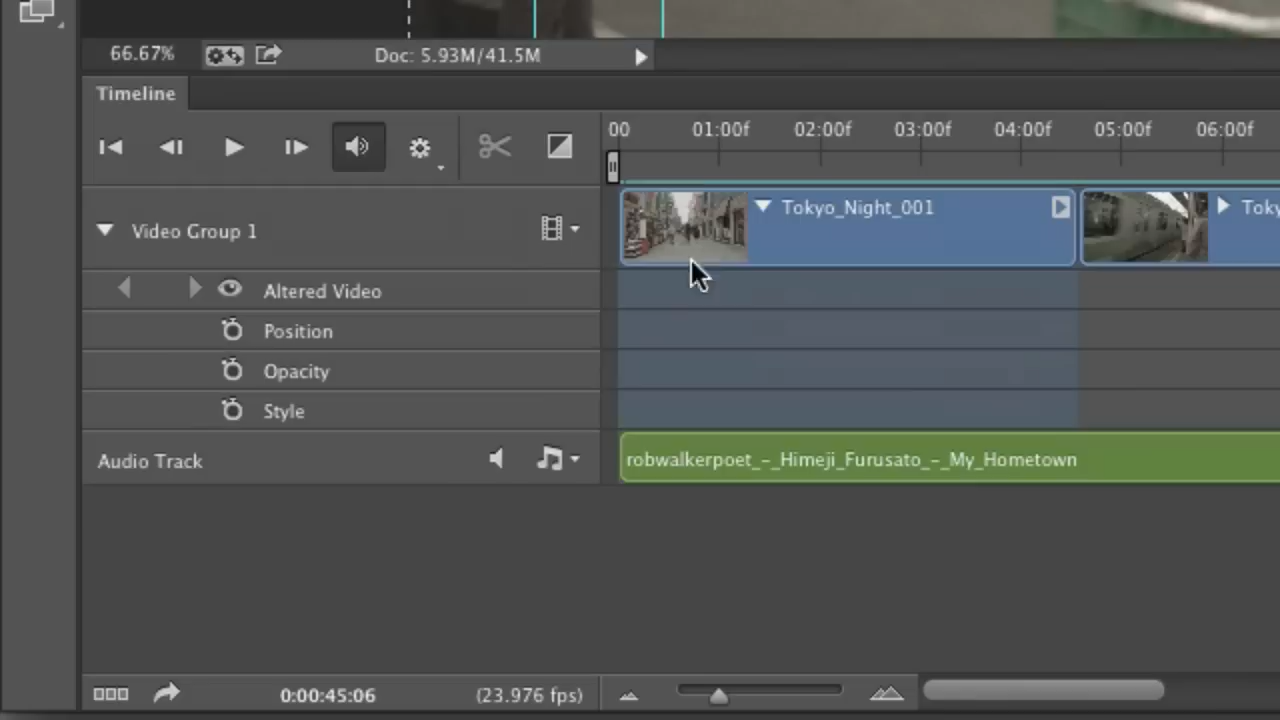 66.67%
Doc: 5.93M/41.5M
Timeline
00 01:00f 02:00f 03:00f 04:00f 05:00f 06:00f
Video Group 1
Tokyo_Night_001
Toky
Altered Video
Position
Opacity
Style
Audio Track
robwalkerpoet_-_Himeji_Furusato_-_My_Hometown
0:00:45:06
(23.976 fps)